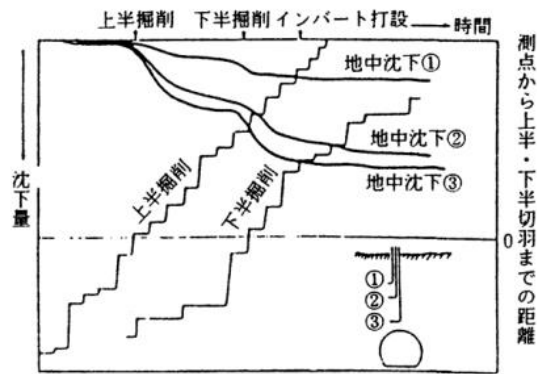 上半掘削 下半掘削 インバート打設 →時間
地中沈下①
地中沈下②
地中沈下③
上半掘削
下半掘削
沈下量
測点から上半・下半切羽までの距離
0
①
②
③